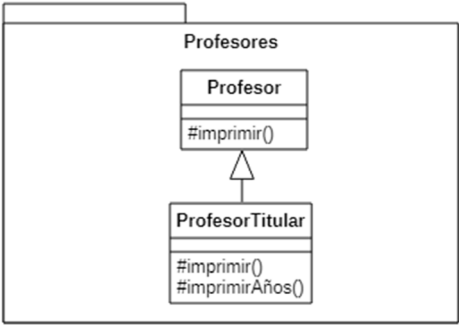 Profesores
Profesor
#imprimir()
ProfesorTitular
#imprimir()
#imprimirAños()